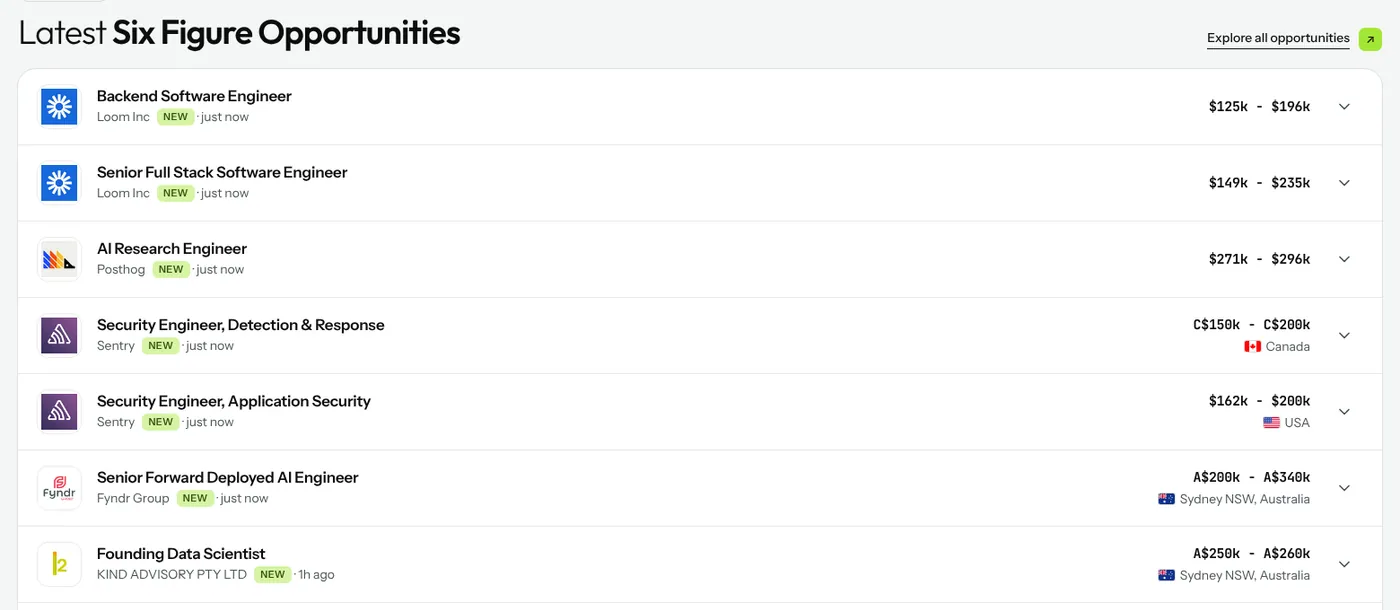 Latest Six Figure Opportunities
Explore all opportunities
Backend Software Engineer
Loom Inc NEW · just now
$125k - $196k
Senior Full Stack Software Engineer
Loom Inc NEW · just now
$149k - $235k
AI Research Engineer
Posthog NEW · just now
$271k - $296k
Security Engineer, Detection & Response
Sentry NEW · just now
C$150k - C$200k
Canada
Security Engineer, Application Security
Sentry NEW · just now
$162k - $200k
USA
Fyndr
Senior Forward Deployed AI Engineer
Fyndr Group NEW · just now
A$200k - A$340k
Sydney NSW, Australia
2
Founding Data Scientist
KIND ADVISORY PTY LTD NEW · 1h ago
A$250k - A$260k
Sydney NSW, Australia